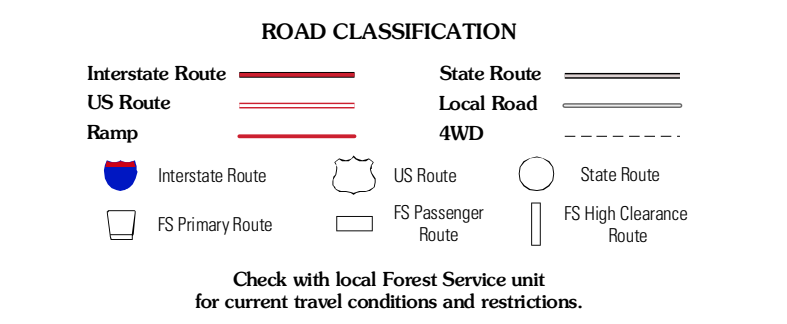 ROAD CLASSIFICATION
Interstate Route
State Route
US Route
Local Road
Ramp
4WD
Interstate Route
US Route
State Route
FS Primary Route
FS Passenger
Route
FS High Clearance
Route
Check with local Forest Service unit
for current travel conditions and restrictions.